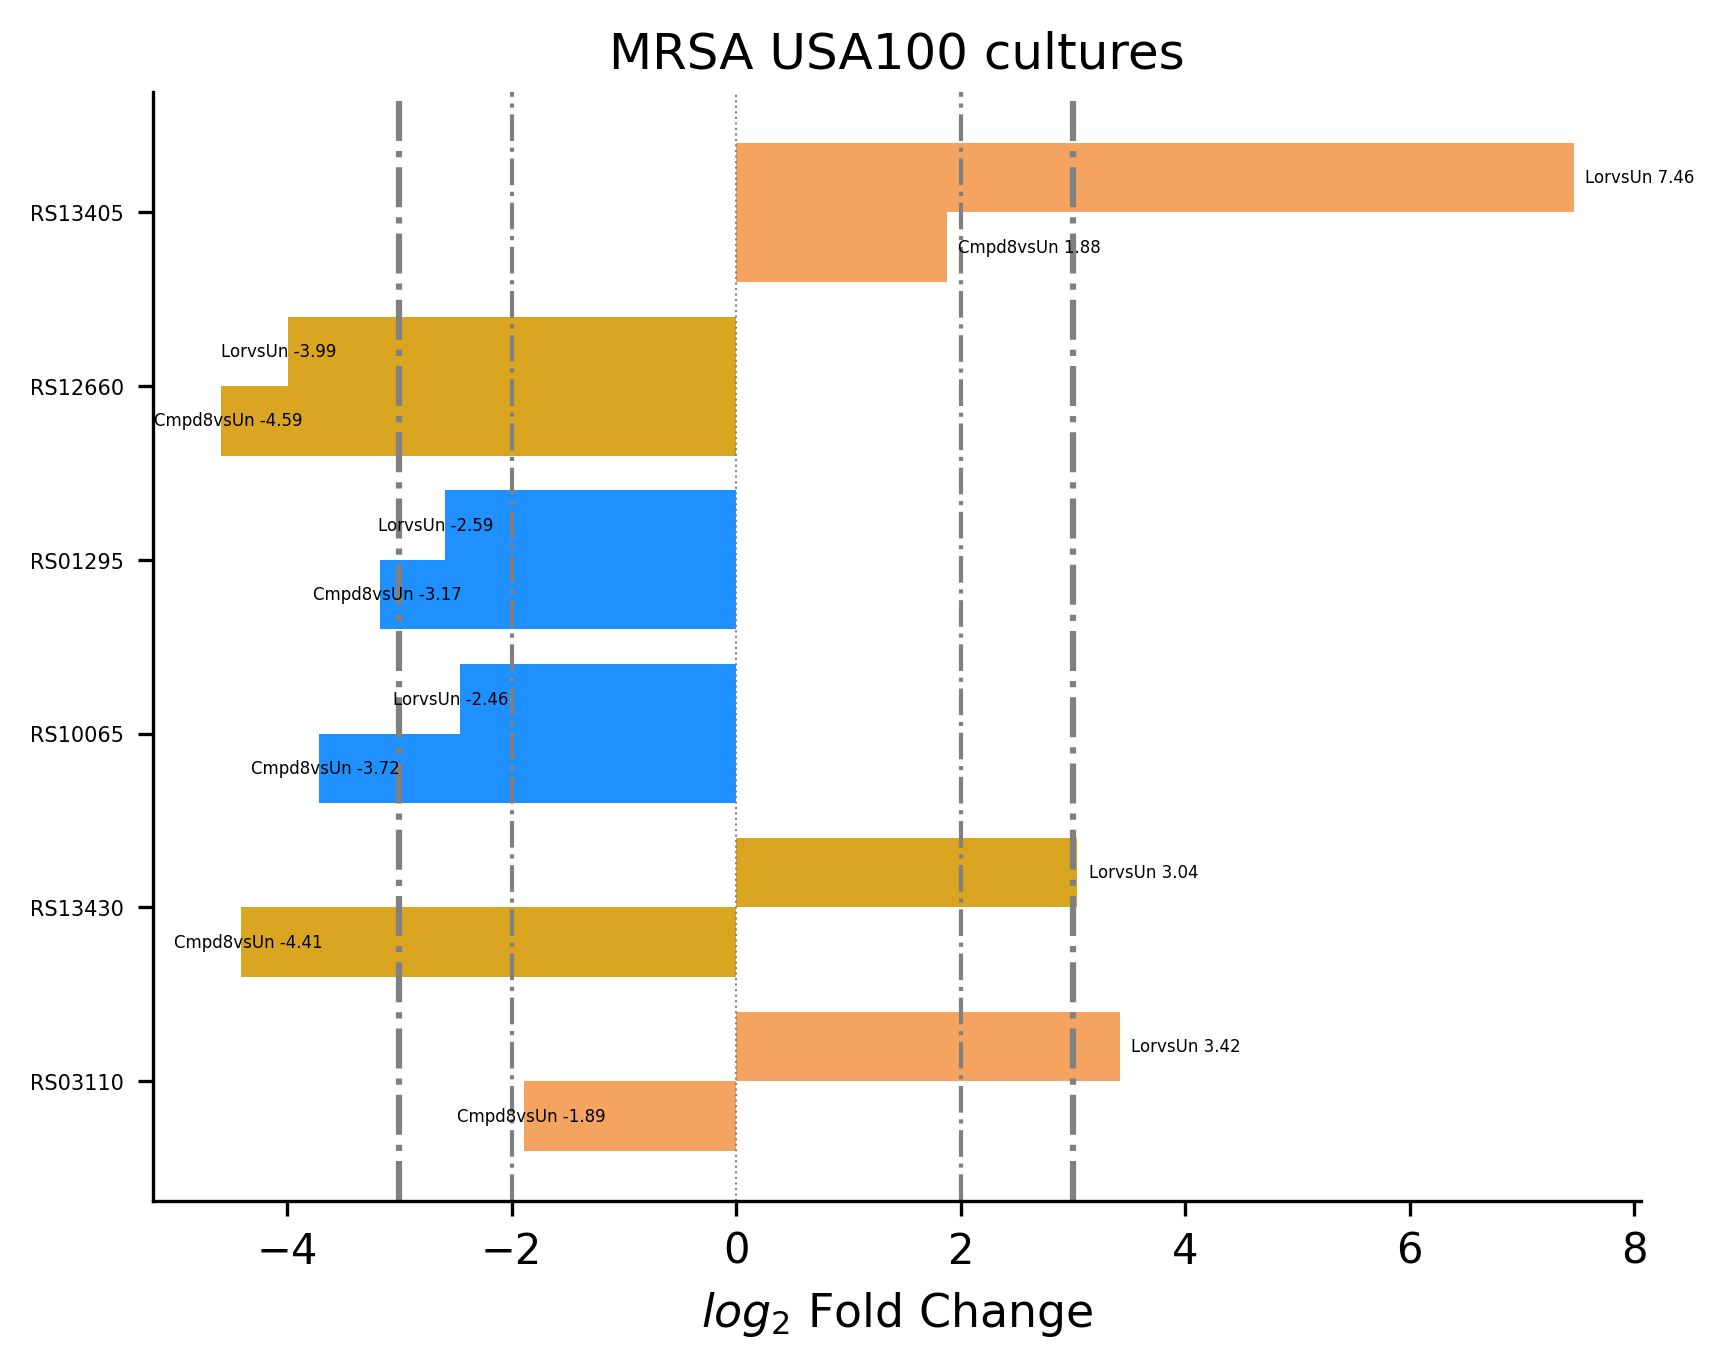 MRSA USA100 cultures
LorvsUn 7.46
RS13405
Cmpd8vsUn 1.88
LorvsUn -3.99
RS12660
Cmpd8vsUn -4.59
LorvsUn -2.59
RS01295
Cmpd8vsUn -3.17
LorvsUn -2.46
RS10065
Cmpd8vsUn -3.72
LorvsUn 3.04
RS13430
Cmpd8vsUn -4.41
LorvsUn 3.42
RS03110
Cmpd8vsUn -1.89
−4 −2 0 2 4 6 8
log₂ Fold Change